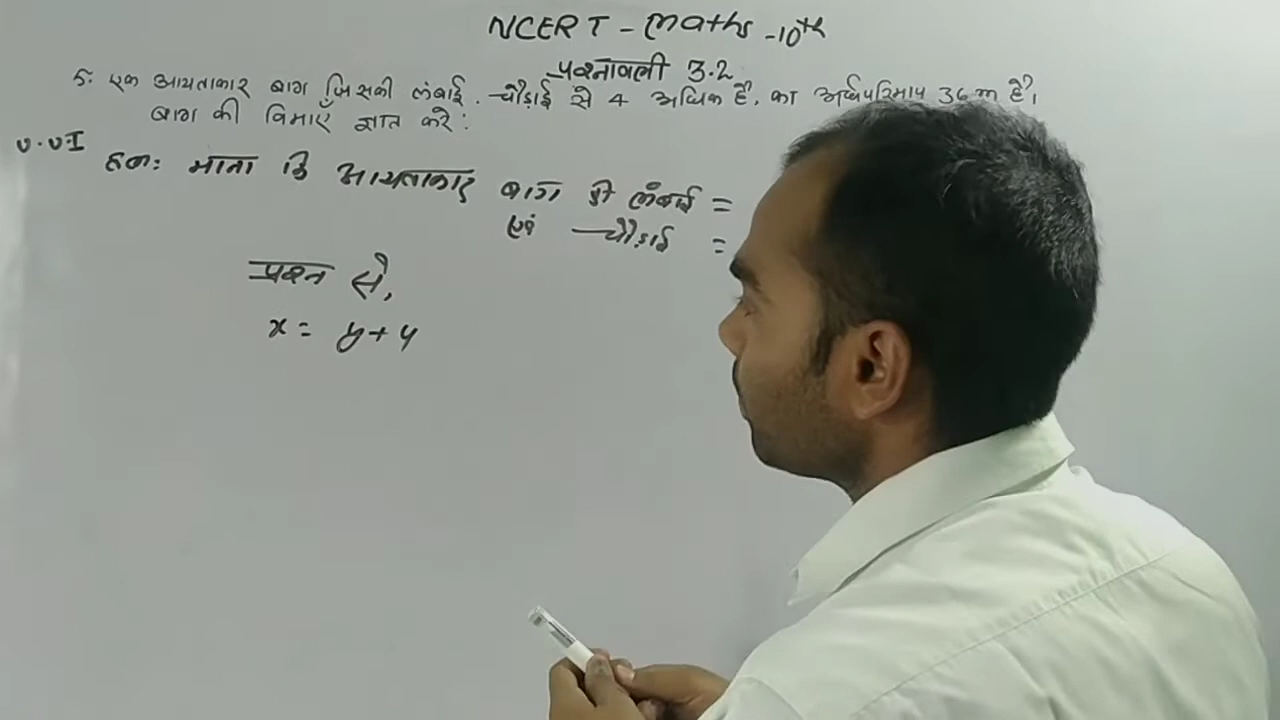 NCERT - Maths -10th
प्रश्नावली 3.2
5. एक आयताकार बाग जिसकी लंबाई, चौड़ाई से 4 अधिक है, का अर्धपरिमाप 36 m है।
बाग की विमाएँ ज्ञात करे:
V.VI
हल: माना कि आयताकार बाग की लंबाई =
एवं चौड़ाई =
प्रश्न से,
x = y+4